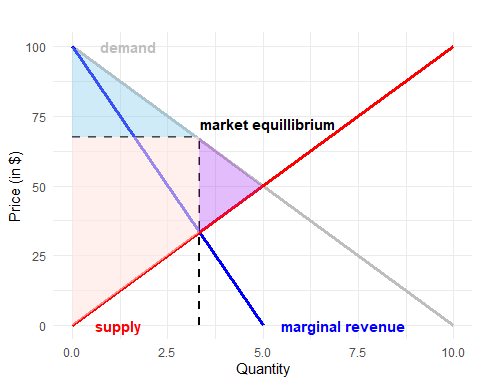 100
demand
75
market equillibrium
Price (in $)
50
25
0
supply
marginal revenue
0.0
2.5
5.0
7.5
10.0
Quantity